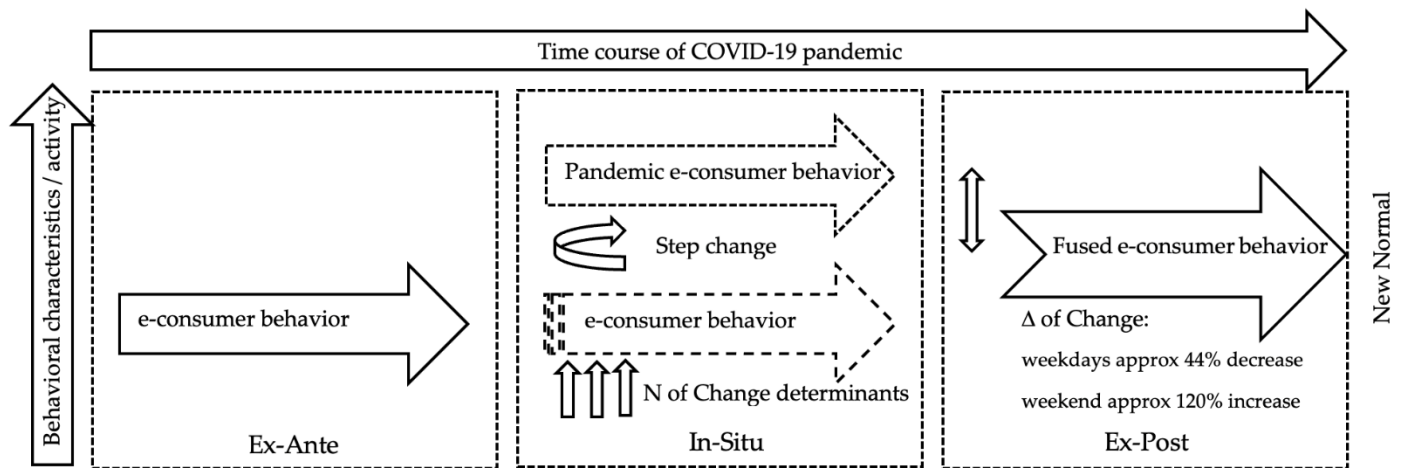 Time course of COVID-19 pandemic
Behavioral characteristics / activity
e-consumer behavior
Ex-Ante
Pandemic e-consumer behavior
Step change
e-consumer behavior
N of Change determinants
In-Situ
Fused e-consumer behavior
Δ of Change:
weekdays approx 44% decrease
weekend approx 120% increase
Ex-Post
New Normal